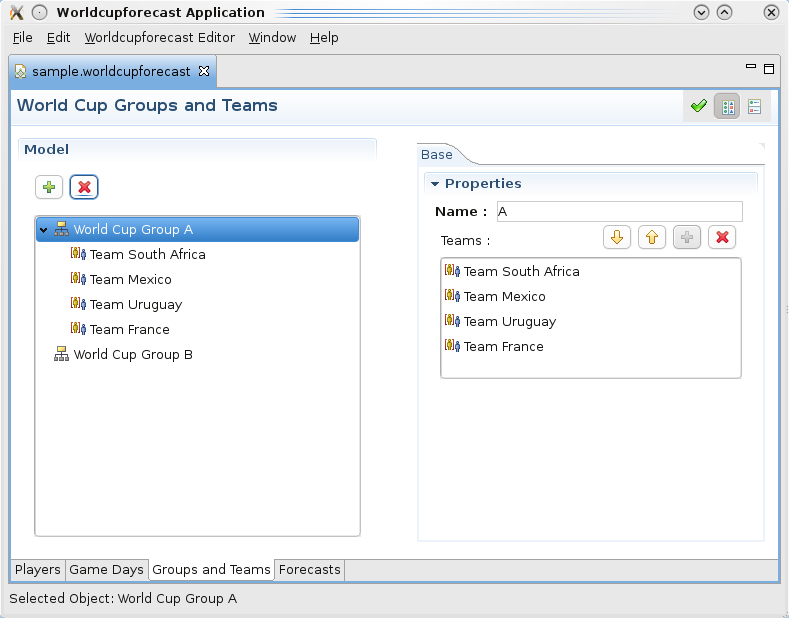 Worldcupforecast Application
File Edit Worldcupforecast Editor Window Help
sample.worldcupforecast
World Cup Groups and Teams
Model
World Cup Group A
Team South Africa
Team Mexico
Team Uruguay
Team France
World Cup Group B
Base
Properties
Name : A
Teams :
Team South Africa
Team Mexico
Team Uruguay
Team France
Players Game Days Groups and Teams Forecasts
Selected Object: World Cup Group A